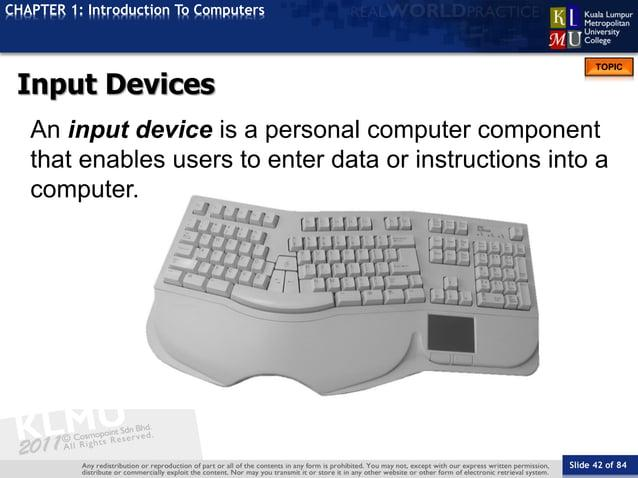 CHAPTER 1: Introduction To Computers
REALWORLDPRACTICE
KLMU
Kuala Lumpur
Metropolitan
University
College
TOPIC
Input Devices
An input device is a personal computer component
that enables users to enter data or instructions into a
computer.
KLMU
2011© Cosmopoint Sdn Bhd.
All Rights Reserved.
Any redistribution or reproduction of part or all of the contents in any form is prohibited. You may not, except with our express written permission,
distribute or commercially exploit the content. Nor may you transmit it or store it in any other website or other form of electronic retrieval system.
Slide 42 of 84